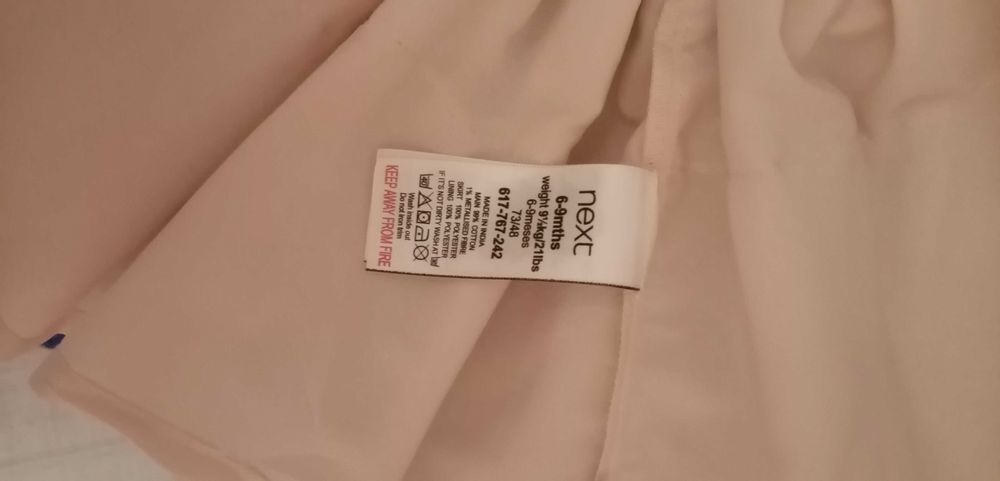 next
6-9mths
weight 9½kg/21lbs
6-9meses
73/48
617-767-242
MADE IN INDIA
MAIN 99% COTTON
1% METALLISED FIBRE
SKIRT 100% POLYESTER
LINING 100% POLYESTER
IF IT'S NOT DIRTY WASH AT
40
Wash inside out
Do not iron trim
KEEP AWAY FROM FIRE